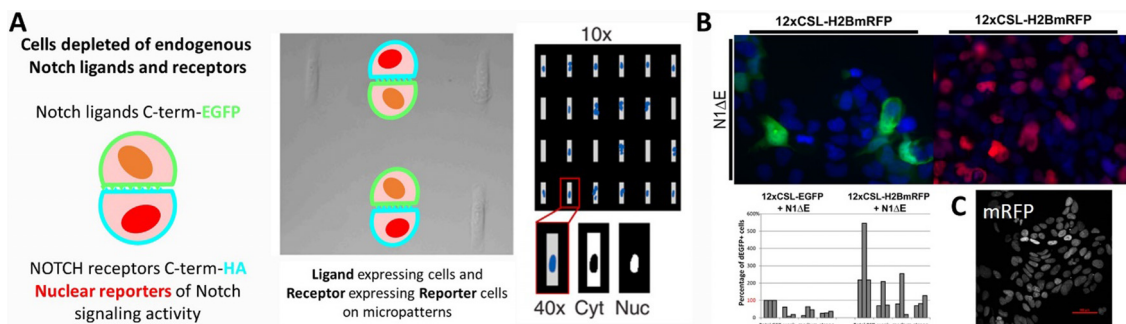 A
Cells depleted of endogenous
Notch ligands and receptors
Notch ligands C-term-EGFP
NOTCH receptors C-term-HA
Nuclear reporters of Notch
signaling activity
Ligand expressing cells and
Receptor expressing Reporter cells
on micropatterns
10x
40x Cyt Nuc
B
12xCSL-H2BmRFP 12xCSL-H2BmRFP
N1ΔE
12xCSL-EGFP
+ N1ΔE
12xCSL-H2BmRFP
+ N1ΔE
Percentage of dEGFP+ cells
600%
500
400
300
200
100
0
C
mRFP